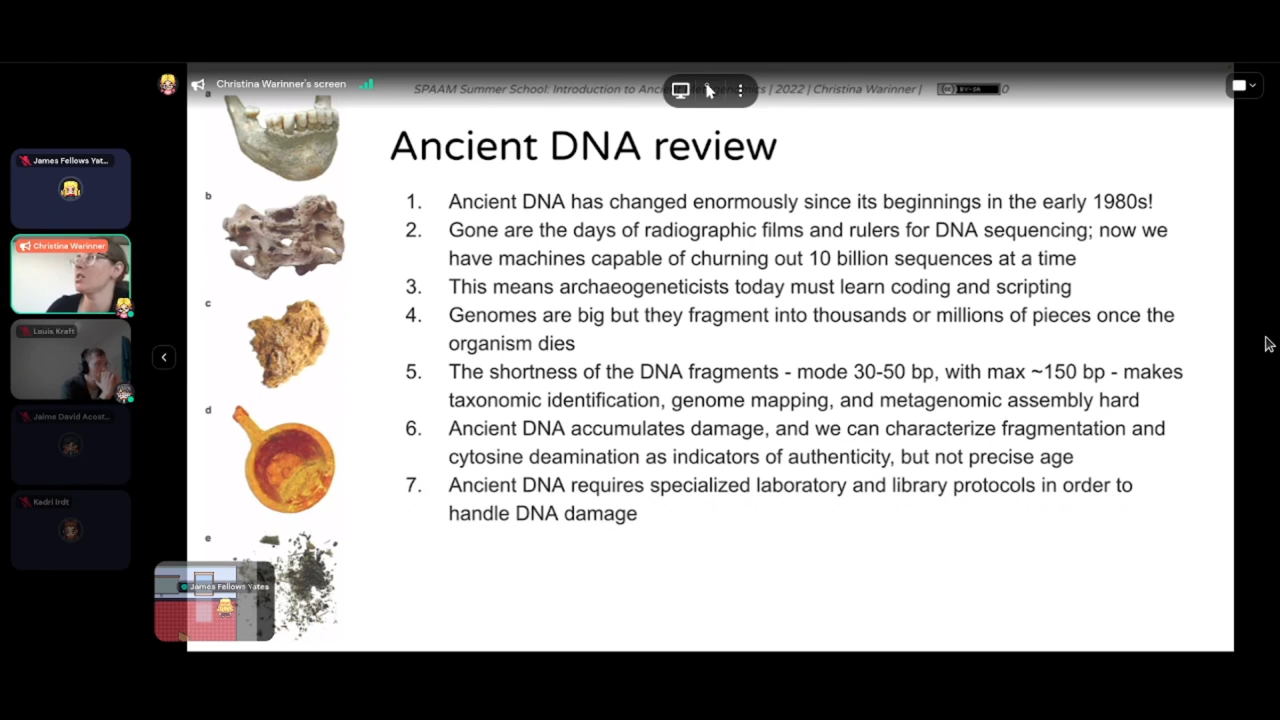 Christina Warinner's screen
SPAAM Summer School: Introduction to Ancient Metagenomics | 2022 | Christina Warinner |
James Fellows Yat...
Christina Warinner
Louis Kraft
Jaime David Acost...
Kadri Irdt
James Fellows Yates
a
b
c
d
e
Ancient DNA review
1. Ancient DNA has changed enormously since its beginnings in the early 1980s!
2. Gone are the days of radiographic films and rulers for DNA sequencing; now we
have machines capable of churning out 10 billion sequences at a time
3. This means archaeogeneticists today must learn coding and scripting
4. Genomes are big but they fragment into thousands or millions of pieces once the
organism dies
5. The shortness of the DNA fragments - mode 30-50 bp, with max ~150 bp - makes
taxonomic identification, genome mapping, and metagenomic assembly hard
6. Ancient DNA accumulates damage, and we can characterize fragmentation and
cytosine deamination as indicators of authenticity, but not precise age
7. Ancient DNA requires specialized laboratory and library protocols in order to
handle DNA damage